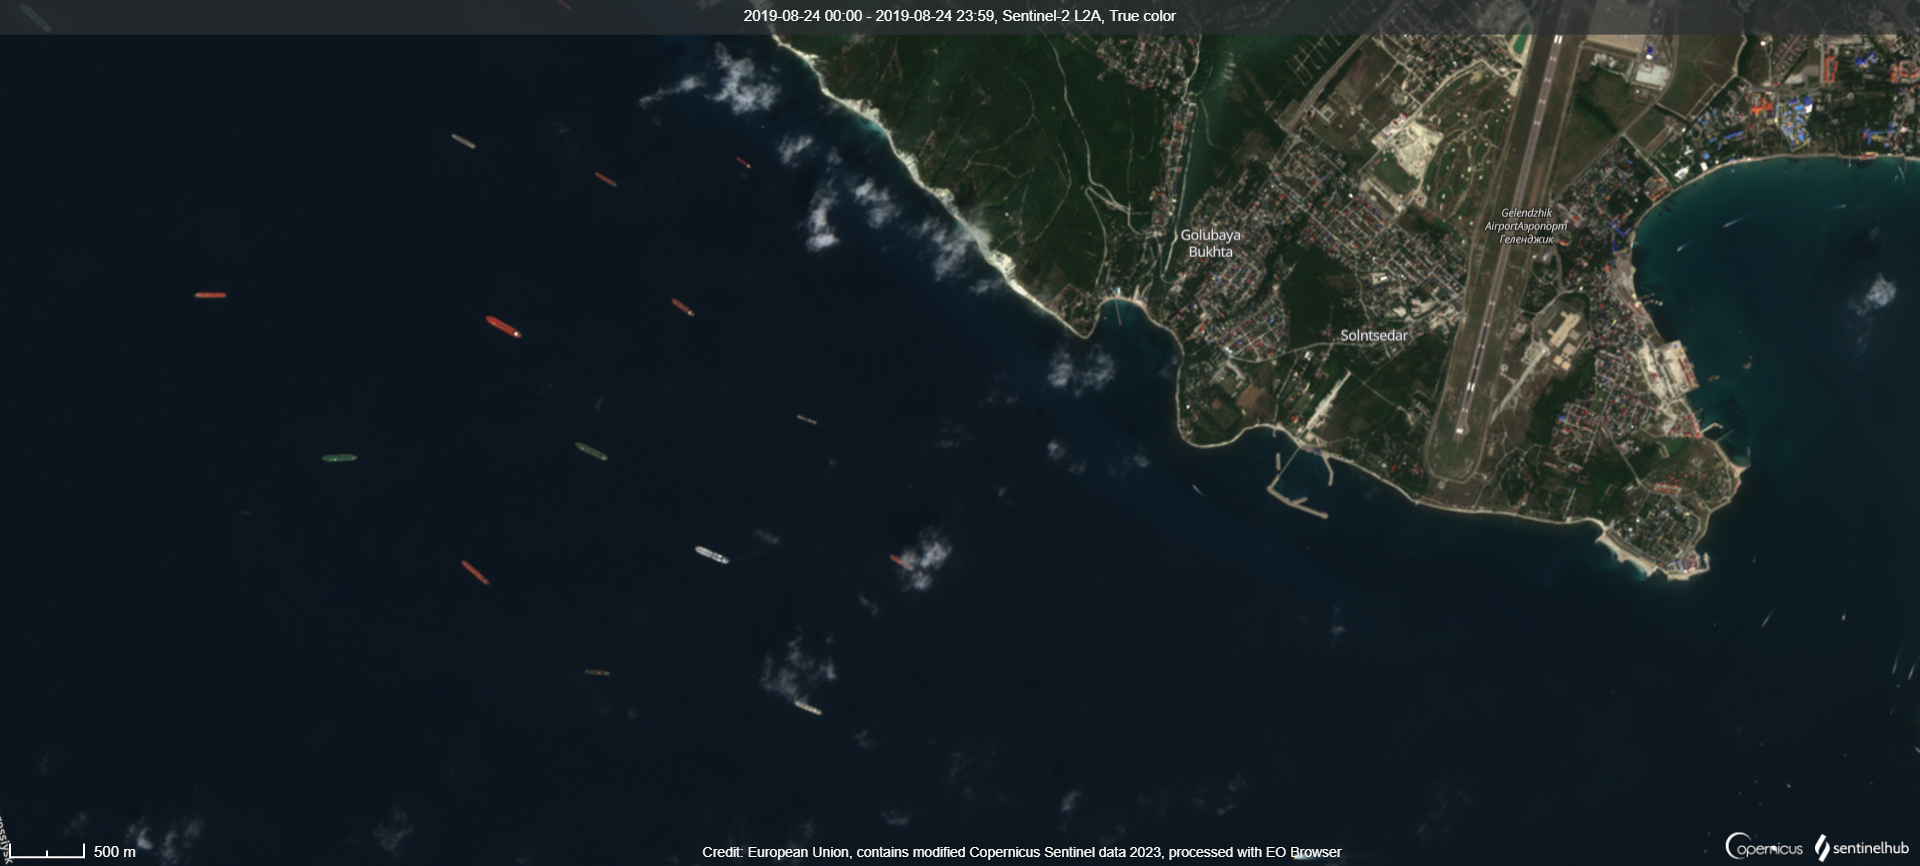 2019-08-24 00:00 - 2019-08-24 23:59, Sentinel-2 L2A, True color
Gelendzhik
AirportАэропорт
Геленджик
Golubaya
Bukhta
Solntsedar
500 m
Credit: European Union, contains modified Copernicus Sentinel data 2023, processed with EO Browser
Copernicus
sentinelhub